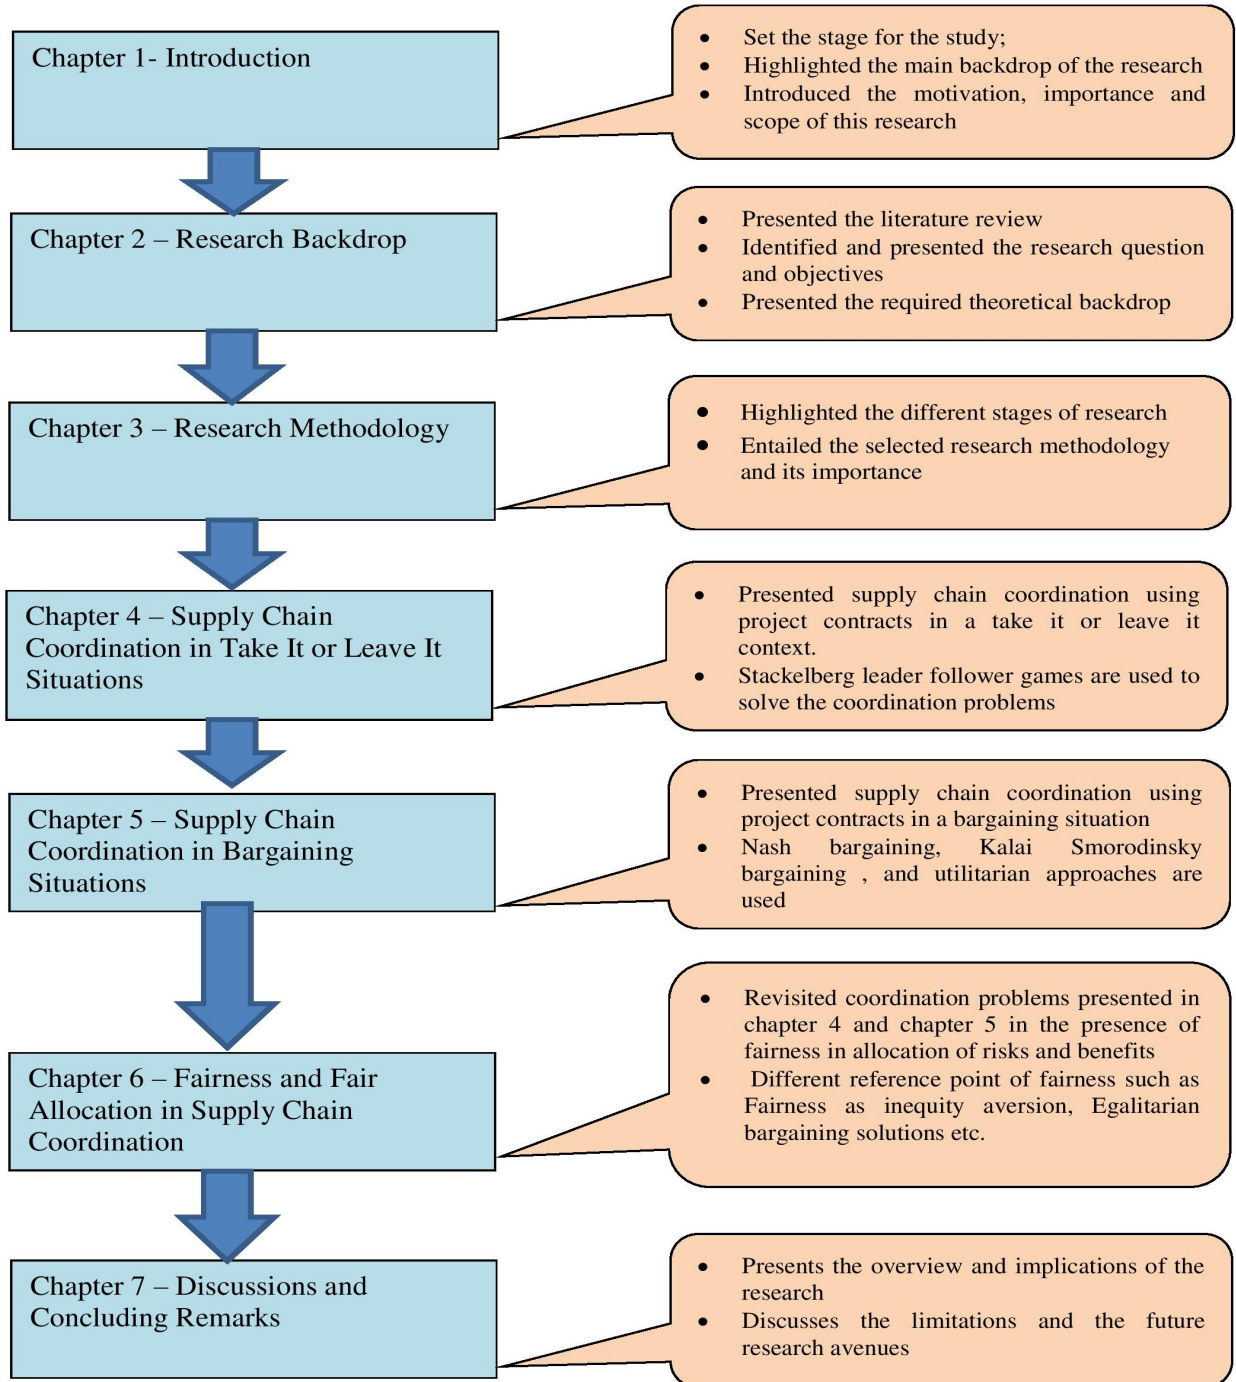 Chapter 1- Introduction
• Set the stage for the study;
• Highlighted the main backdrop of the research
• Introduced the motivation, importance and
scope of this research
Chapter 2 – Research Backdrop
• Presented the literature review
• Identified and presented the research question
and objectives
• Presented the required theoretical backdrop
Chapter 3 – Research Methodology
• Highlighted the different stages of research
• Entailed the selected research methodology
and its importance
Chapter 4 – Supply Chain
Coordination in Take It or Leave It
Situations
• Presented supply chain coordination using
project contracts in a take it or leave it
context.
• Stackelberg leader follower games are used to
solve the coordination problems
Chapter 5 – Supply Chain
Coordination in Bargaining
Situations
• Presented supply chain coordination using
project contracts in a bargaining situation
• Nash bargaining, Kalai Smorodinsky
bargaining , and utilitarian approaches are
used
Chapter 6 – Fairness and Fair
Allocation in Supply Chain
Coordination
• Revisited coordination problems presented in
chapter 4 and chapter 5 in the presence of
fairness in allocation of risks and benefits
• Different reference point of fairness such as
Fairness as inequity aversion, Egalitarian
bargaining solutions etc.
Chapter 7 – Discussions and
Concluding Remarks
• Presents the overview and implications of the
research
• Discusses the limitations and the future
research avenues